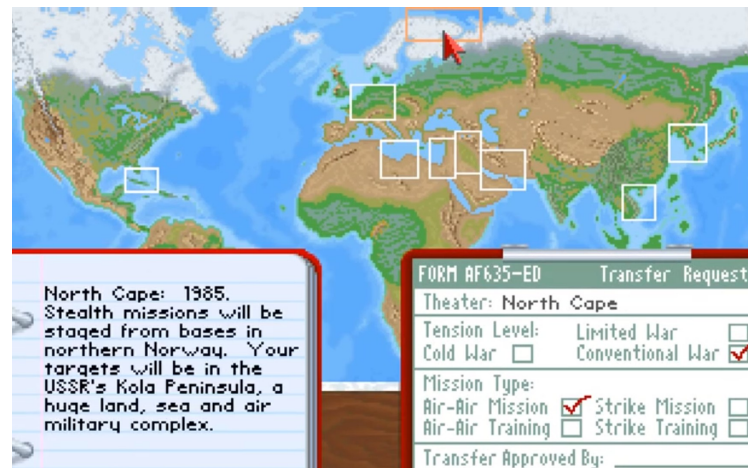 North Cape: 1985.
Stealth missions will be
staged from bases in
northern Norway. Your
targets will be in the
USSR's Kola Peninsula, a
huge land, sea and air
military complex.
FORM AF635-ED Transfer Request
Theater: North Cape
Tension Level: Limited War
Cold War Conventional War
Mission Type:
Air-Air Mission Strike Mission
Air-Air Training Strike Training
Transfer Approved By: